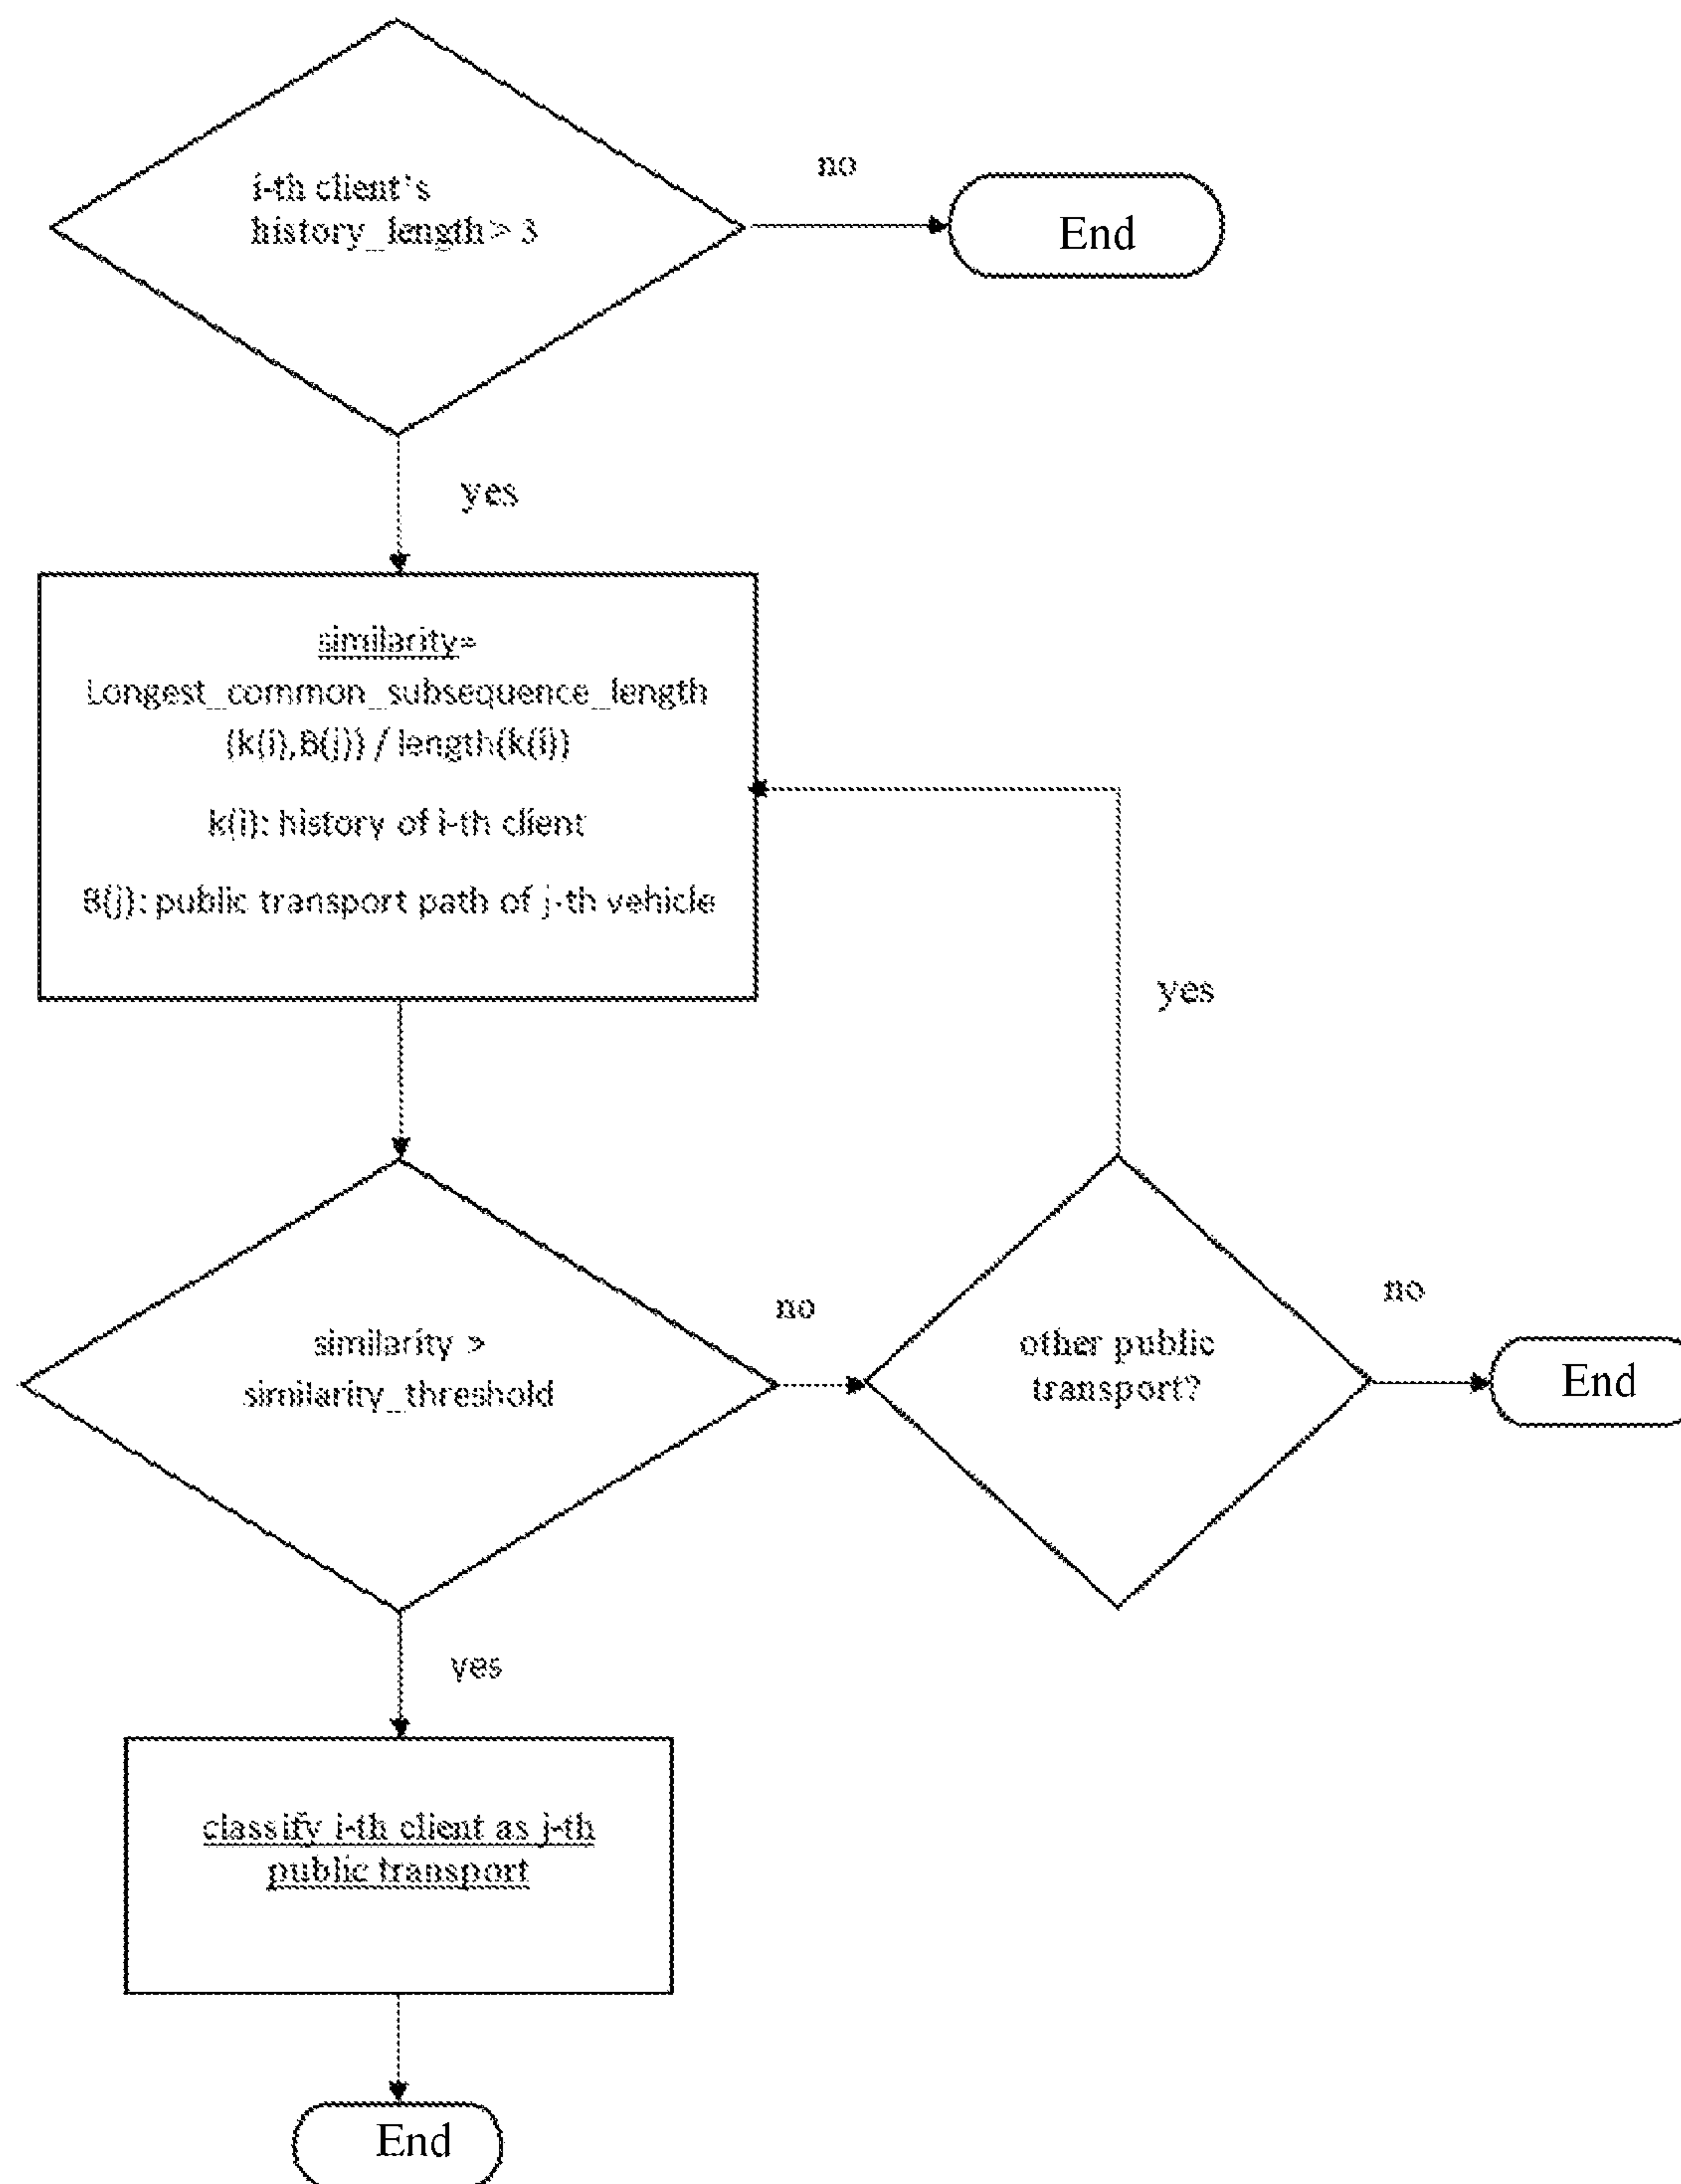 i-th client's
history_length > 3
no
End
yes
similarity=
Longest_common_subsequence_length
(k(i),B(j)) / length(k(i))
k(i): history of i-th client
B(j): public transport path of j-th vehicle
yes
similarity >
similarity_threshold
no
other public
transport?
no
End
yes
classify i-th client as j-th
public transport
End